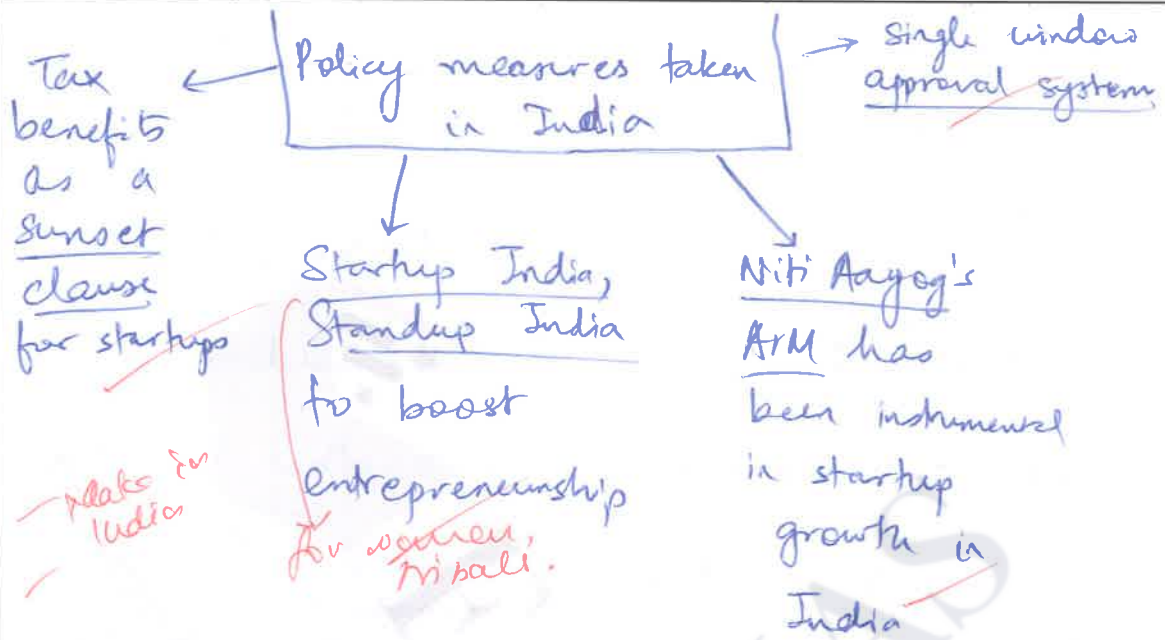 Policy measures taken
in India
Tax
benefits
as a
sunset
clause
for startups
single window
approval system
Startup India,
Standup India
to boost
entrepreneurship
for women,
Tribals.
Niti Aayog's
AIM has
been instrumental
in startup
growth in
India
Make in
India